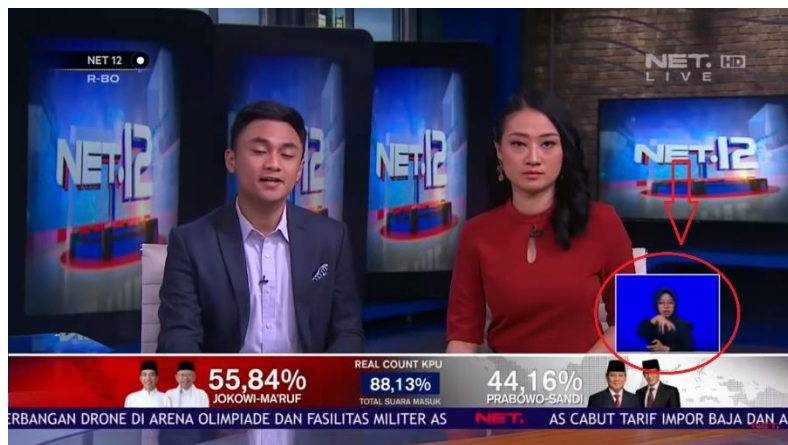 NET 12
R-BO
NET. HD
LIVE
NET.12
NET.12
NET.12
NET.12
REAL COUNT KPU
55,84%
JOKOWI-MA'RUF
88,13%
TOTAL SUARA MASUK
44,16%
PRABOWO-SANDI
ERBANGAN DRONE DI ARENA OLIMPIADE DAN FASILITAS MILITER AS NET. AS CABUT TARIF IMPOR BAJA DAN A